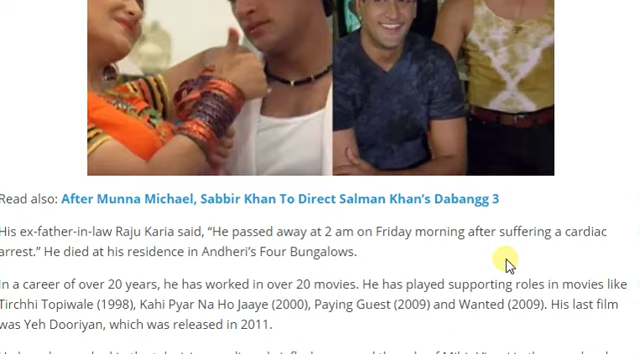 Read also: After Munna Michael, Sabbir Khan To Direct Salman Khan's Dabangg 3
His ex-father-in-law Raju Karia said, “He passed away at 2 am on Friday morning after suffering a cardiac
arrest.” He died at his residence in Andheri's Four Bungalows.
In a career of over 20 years, he has worked in over 20 movies. He has played supporting roles in movies like
Tirchhi Topiwale (1998), Kahi Pyar Na Ho Jaaye (2000), Paying Guest (2009) and Wanted (2009). His last film
was Yeh Dooriyan, which was released in 2011.